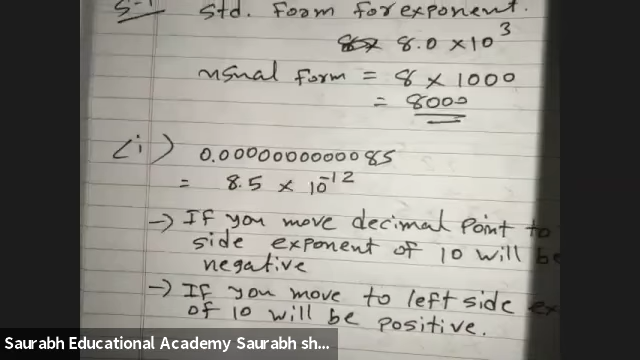 Std. Form for exponent.
8.0 × 10³
usual form = 8 × 1000
= 8000
(i) 0.0000000000085
= 8.5 × 10⁻¹²
→ If you move decimal point to
side exponent of 10 will be
negative
→ If you move to left side ex
of 10 will be positive.
Saurabh Educational Academy Saurabh sh...